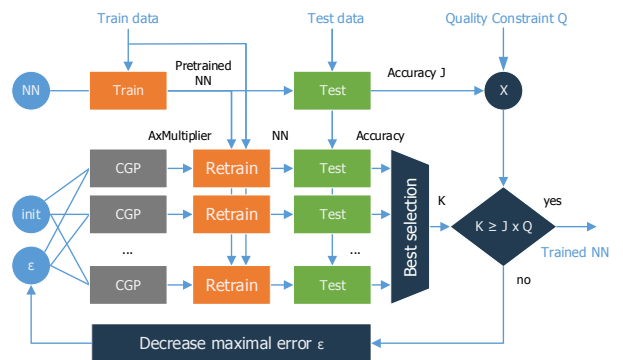 Train data
Test data
Quality Constraint Q
NN
Train
Pretrained
NN
Test
Accuracy J
X
AxMultiplier
NN
Accuracy
CGP
Retrain
Test
init
CGP
Retrain
Test
Best selection
K
K ≥ J x Q
yes
Trained NN
ε
...
...
CGP
Retrain
Test
no
Decrease maximal error ε